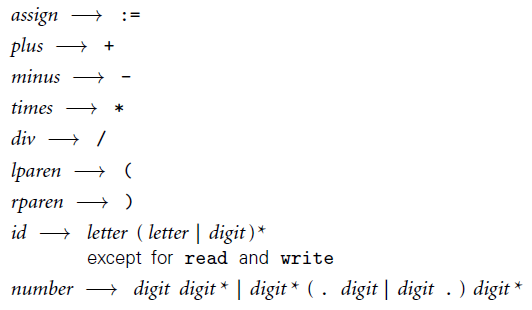 assign ⟶ :=
plus ⟶ +
minus ⟶ -
times ⟶ *
div ⟶ /
lparen ⟶ (
rparen ⟶ )
id ⟶ letter ( letter | digit )*
except for read and write
number ⟶ digit digit * | digit * ( . digit | digit . ) digit *